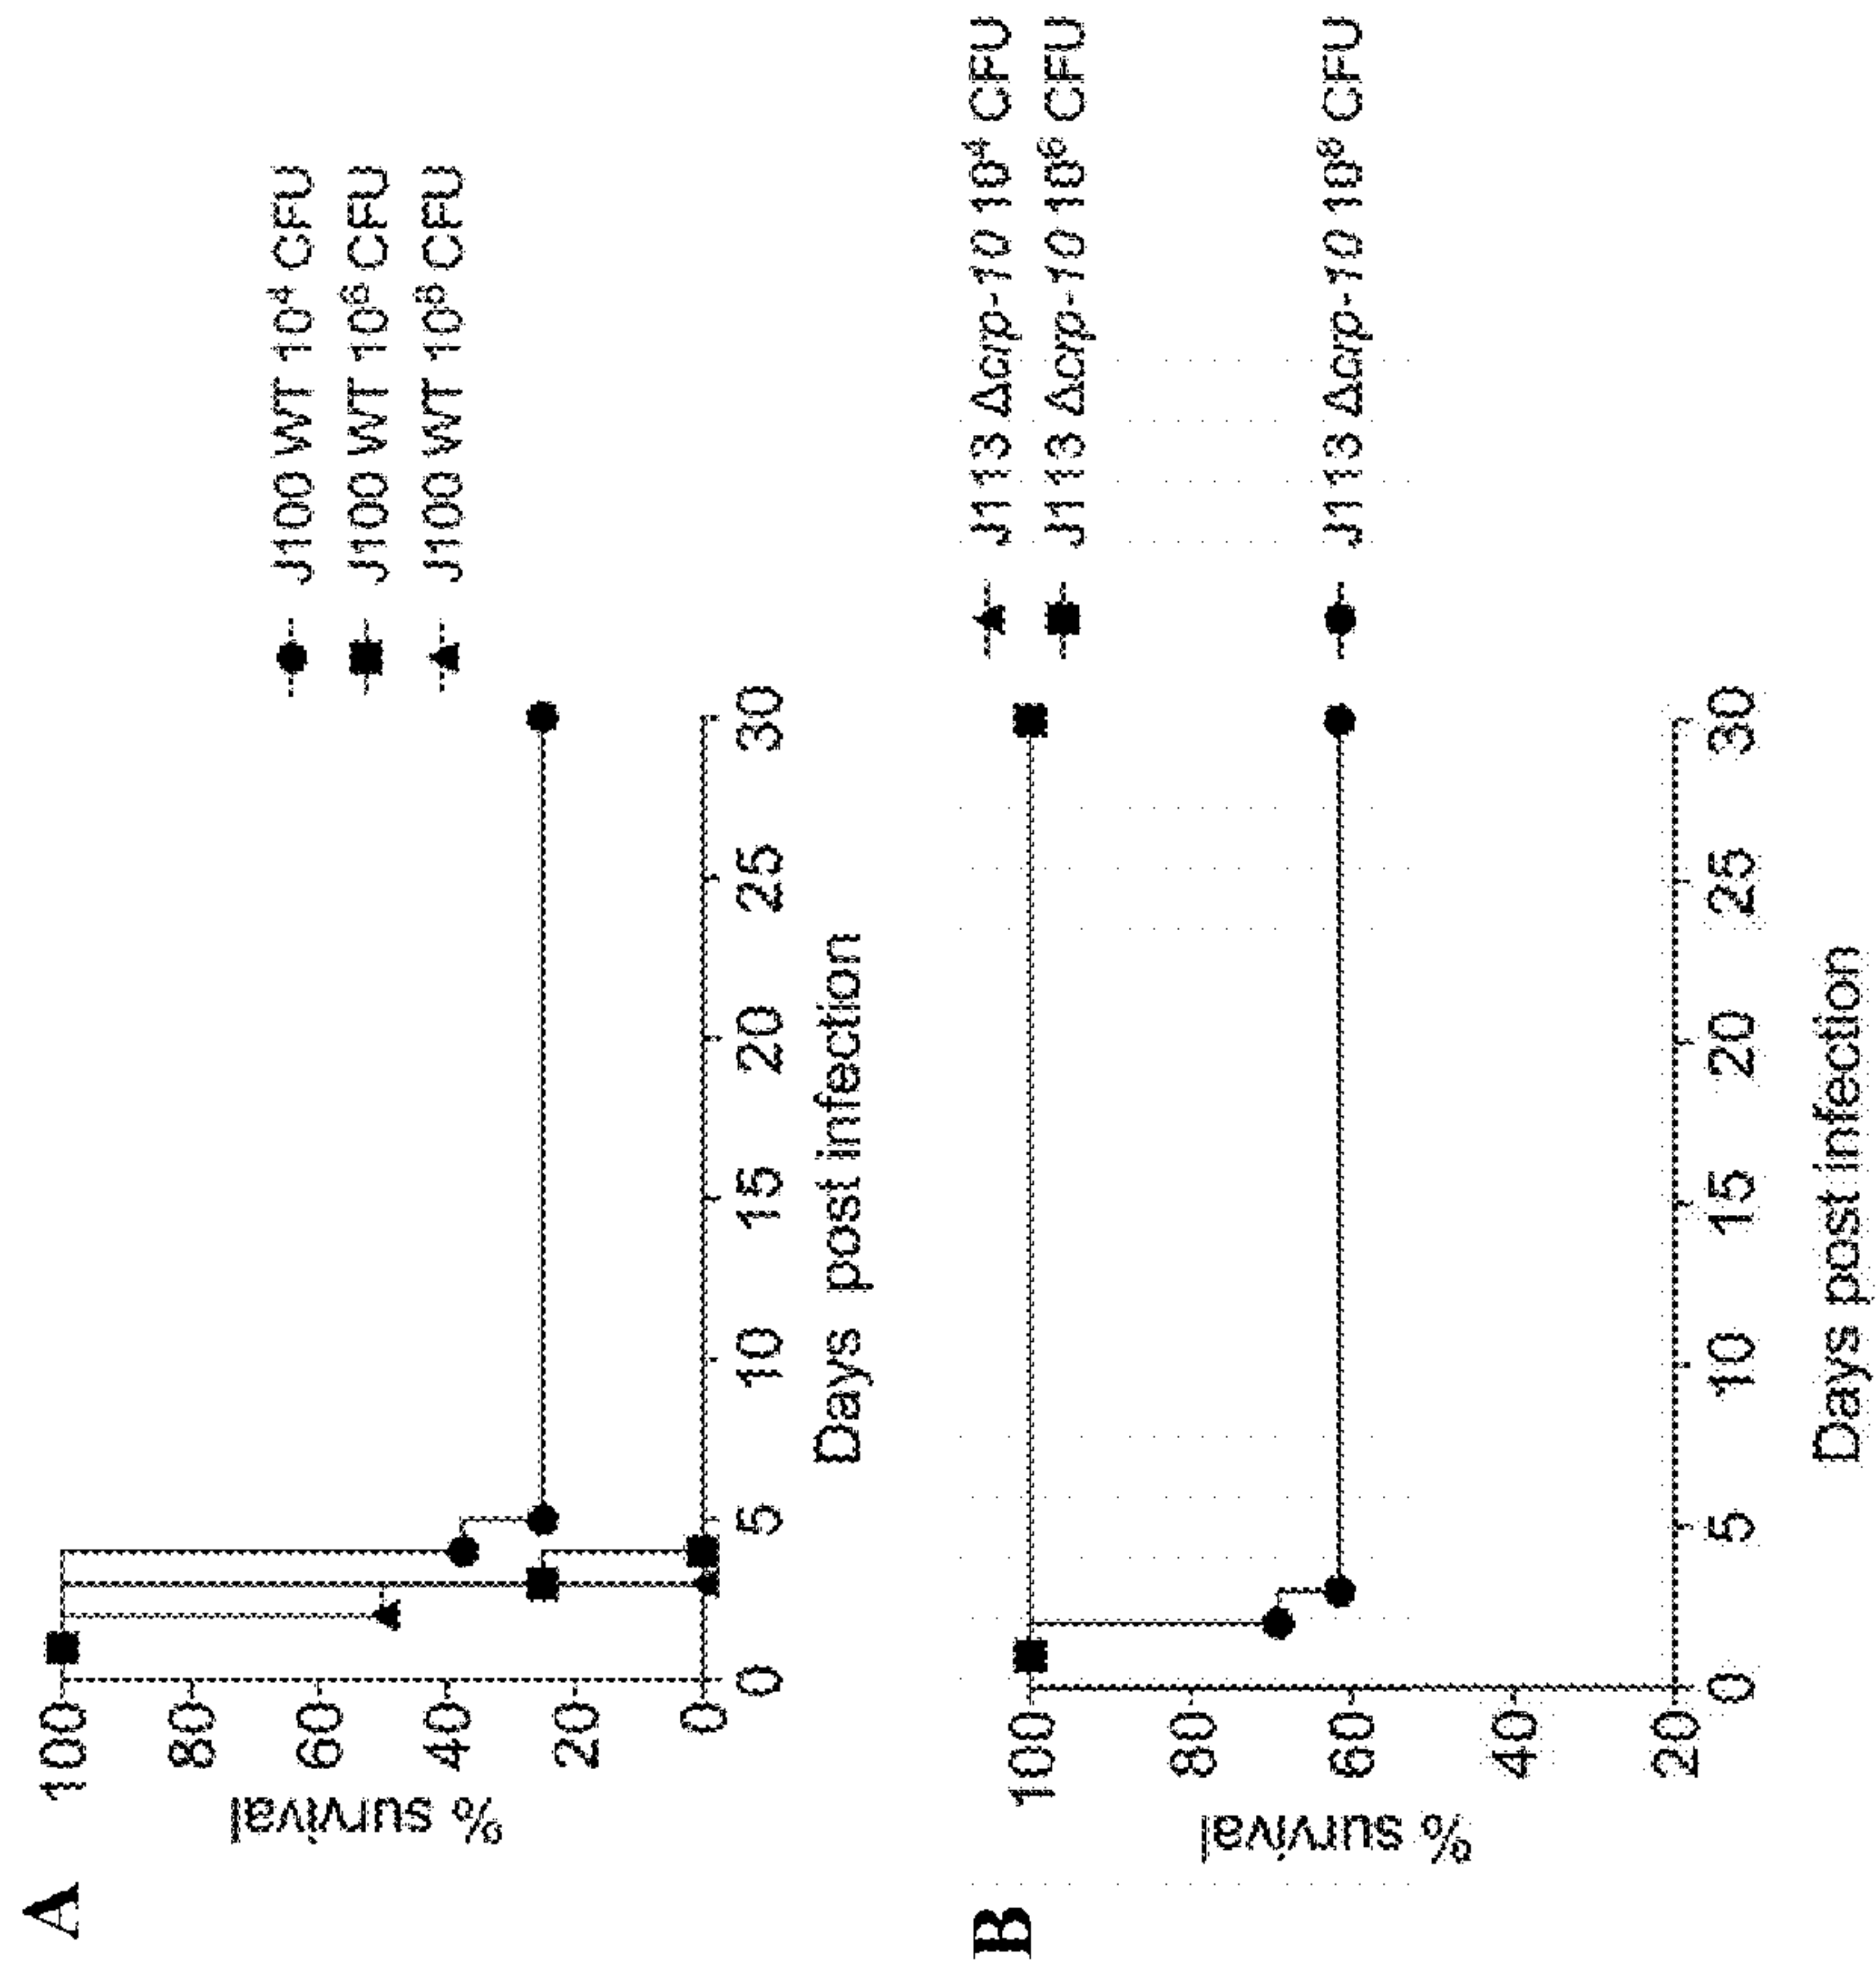 A
% survival
100
80
60
40
20
0
0 5 10 15 20 25 30
Days post infection
J100 WT 10⁴ CFU
J100 WT 10⁶ CFU
J100 WT 10⁸ CFU
B
% survival
100
80
60
40
20
0 5 10 15 20 25 30
Days post infection
J113 Δcrp-10 10⁴ CFU
J113 Δcrp-10 10⁶ CFU
J113 Δcrp-10 10⁸ CFU